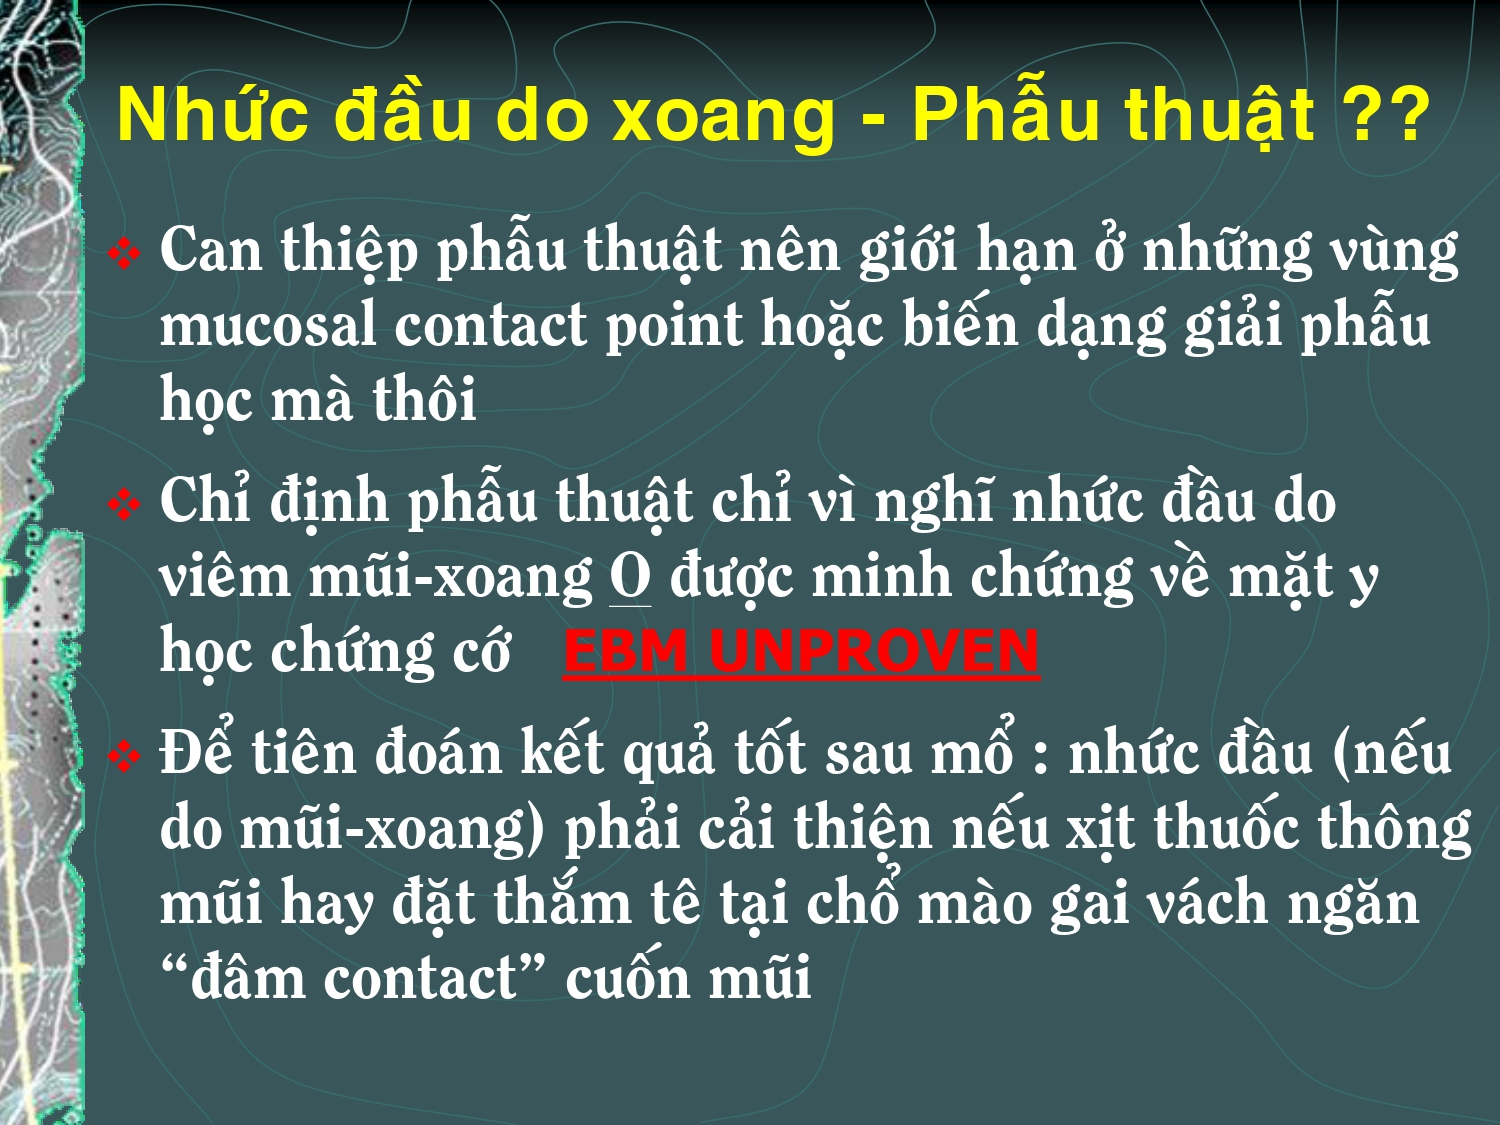 Nhức đầu do xoang - Phẫu thuật ??
Can thiệp phẫu thuật nên giới hạn ở những vùng
mucosal contact point hoặc biến dạng giải phẫu
học mà thôi
Chỉ định phẫu thuật chỉ vì nghĩ nhức đầu do
viêm mũi-xoang O được minh chứng về mặt y
học chứng cớ EBM UNPROVEN
Để tiên đoán kết quả tốt sau mổ : nhức đầu (nếu
do mũi-xoang) phải cải thiện nếu xịt thuốc thông
mũi hay đặt thắm tê tại chổ mào gai vách ngăn
“đâm contact” cuốn mũi